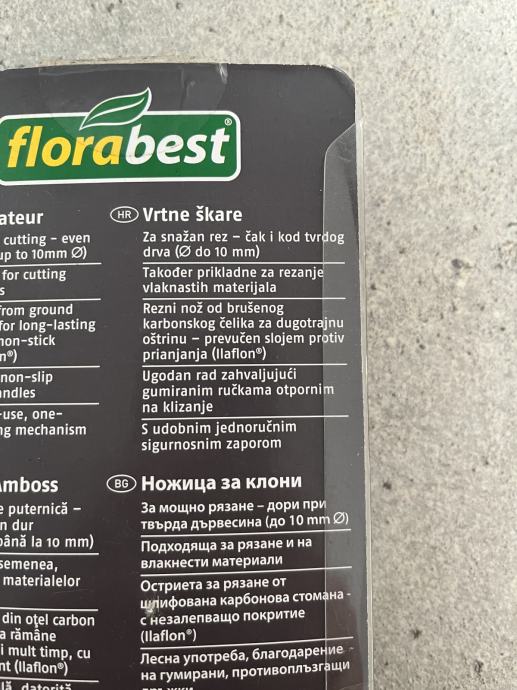 florabest®
ateur
cutting – even
up to 10mm Ø)
for cutting
s
from ground
for long-lasting
non-stick
n®)
non-slip
ndles
-use, one-
ng mechanism
HR Vrtne škare
Za snažan rez – čak i kod tvrdog
drva (Ø do 10 mm)
Također prikladne za rezanje
vlaknastih materijala
Rezni nož od brušenog
karbonskog čelika za dugotrajnu
oštrinu – prevučen slojem protiv
prianjanja (Ilaflon®)
Ugodan rad zahvaljujući
gumiranim ručkama otpornim
na klizanje
S udobnim jednoručnim
sigurnosnim zaporom
Amboss
e puternică –
n dur
până la 10 mm)
semenea,
materialelor
din oţel carbon
a rămâne
i mult timp, cu
nt (Ilaflon®)
BG Ножица за клони
За мощно рязане – дори при
твърда дървесина (до 10 mm Ø)
Подходяща за рязане и на
влакнести материали
Остриета за рязане от
шлифована карбонова стомана -
с незалепващо покритие
(Ilaflon®)
Лесна употреба, благодарение -
на гумирани, противоплъзгащи